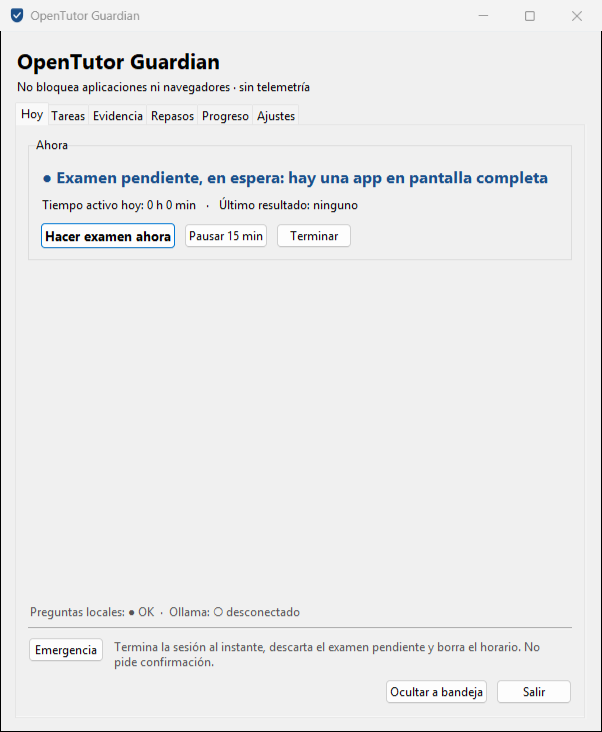 OpenTutor Guardian
OpenTutor Guardian
No bloquea aplicaciones ni navegadores · sin telemetría
Hoy Tareas Evidencia Repasos Progreso Ajustes
Ahora
● Examen pendiente, en espera: hay una app en pantalla completa
Tiempo activo hoy: 0 h 0 min · Último resultado: ninguno
Hacer examen ahora Pausar 15 min Terminar
Preguntas locales: ● OK · Ollama: ○ desconectado
Emergencia
Termina la sesión al instante, descarta el examen pendiente y borra el horario. No
pide confirmación.
Ocultar a bandeja Salir